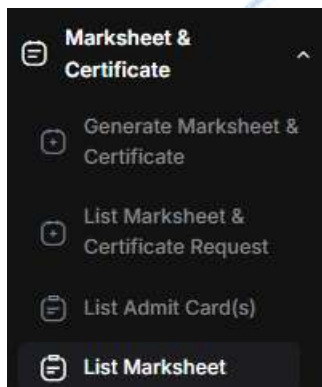 Marksheet &
Certificate
Generate Marksheet &
Certificate
List Marksheet &
Certificate Request
List Admit Card(s)
List Marksheet